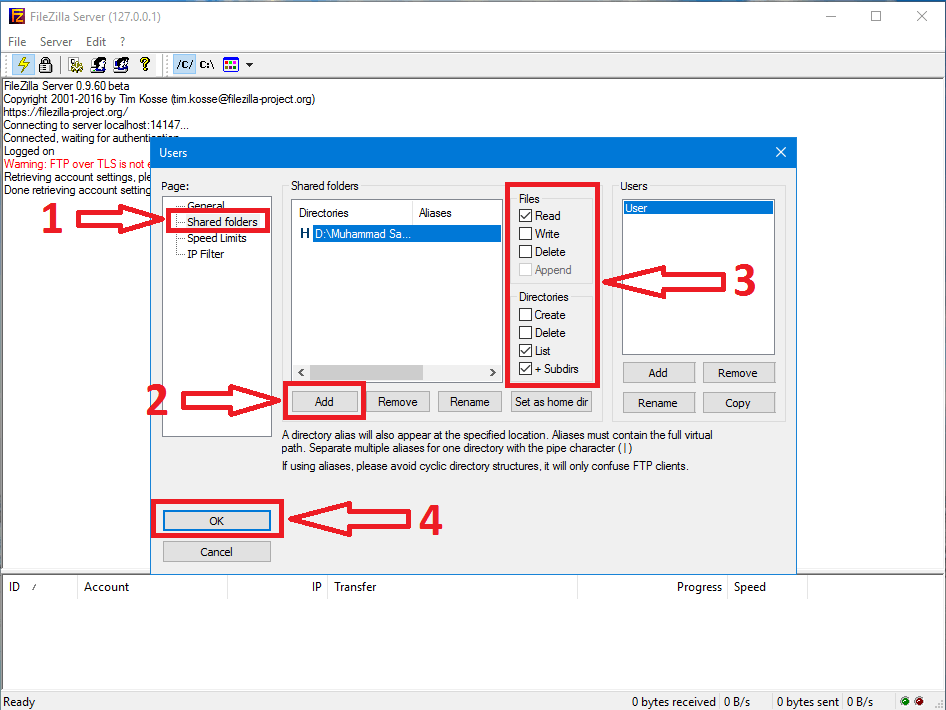 FileZilla Server (127.0.0.1)
File Server Edit ?
/C/ C:\
FileZilla Server 0.9.60 beta
Copyright 2001-2016 by Tim Kosse (tim.kosse@filezilla-project.org)
https://filezilla-project.org/
Connecting to server localhost:14147...
Connected, waiting for authentication
Logged on
Warning: FTP over TLS is not e
Retrieving account settings, ple
Done retrieving account setting
Users
Page:
General
Shared folders
Speed Limits
IP Filter
1
Shared folders
Directories Aliases
H D:\Muhammad Sa...
Files
Read
Write
Delete
Append
Directories
Create
Delete
List
+ Subdirs
3
Users
User
Add Remove
Rename Copy
2
Add Remove Rename Set as home dir
A directory alias will also appear at the specified location. Aliases must contain the full virtual
path. Separate multiple aliases for one directory with the pipe character (|)
If using aliases, please avoid cyclic directory structures, it will only confuse FTP clients.
OK
4
Cancel
ID / Account IP Transfer Progress Speed
Ready 0 bytes received 0 B/s 0 bytes sent 0 B/s